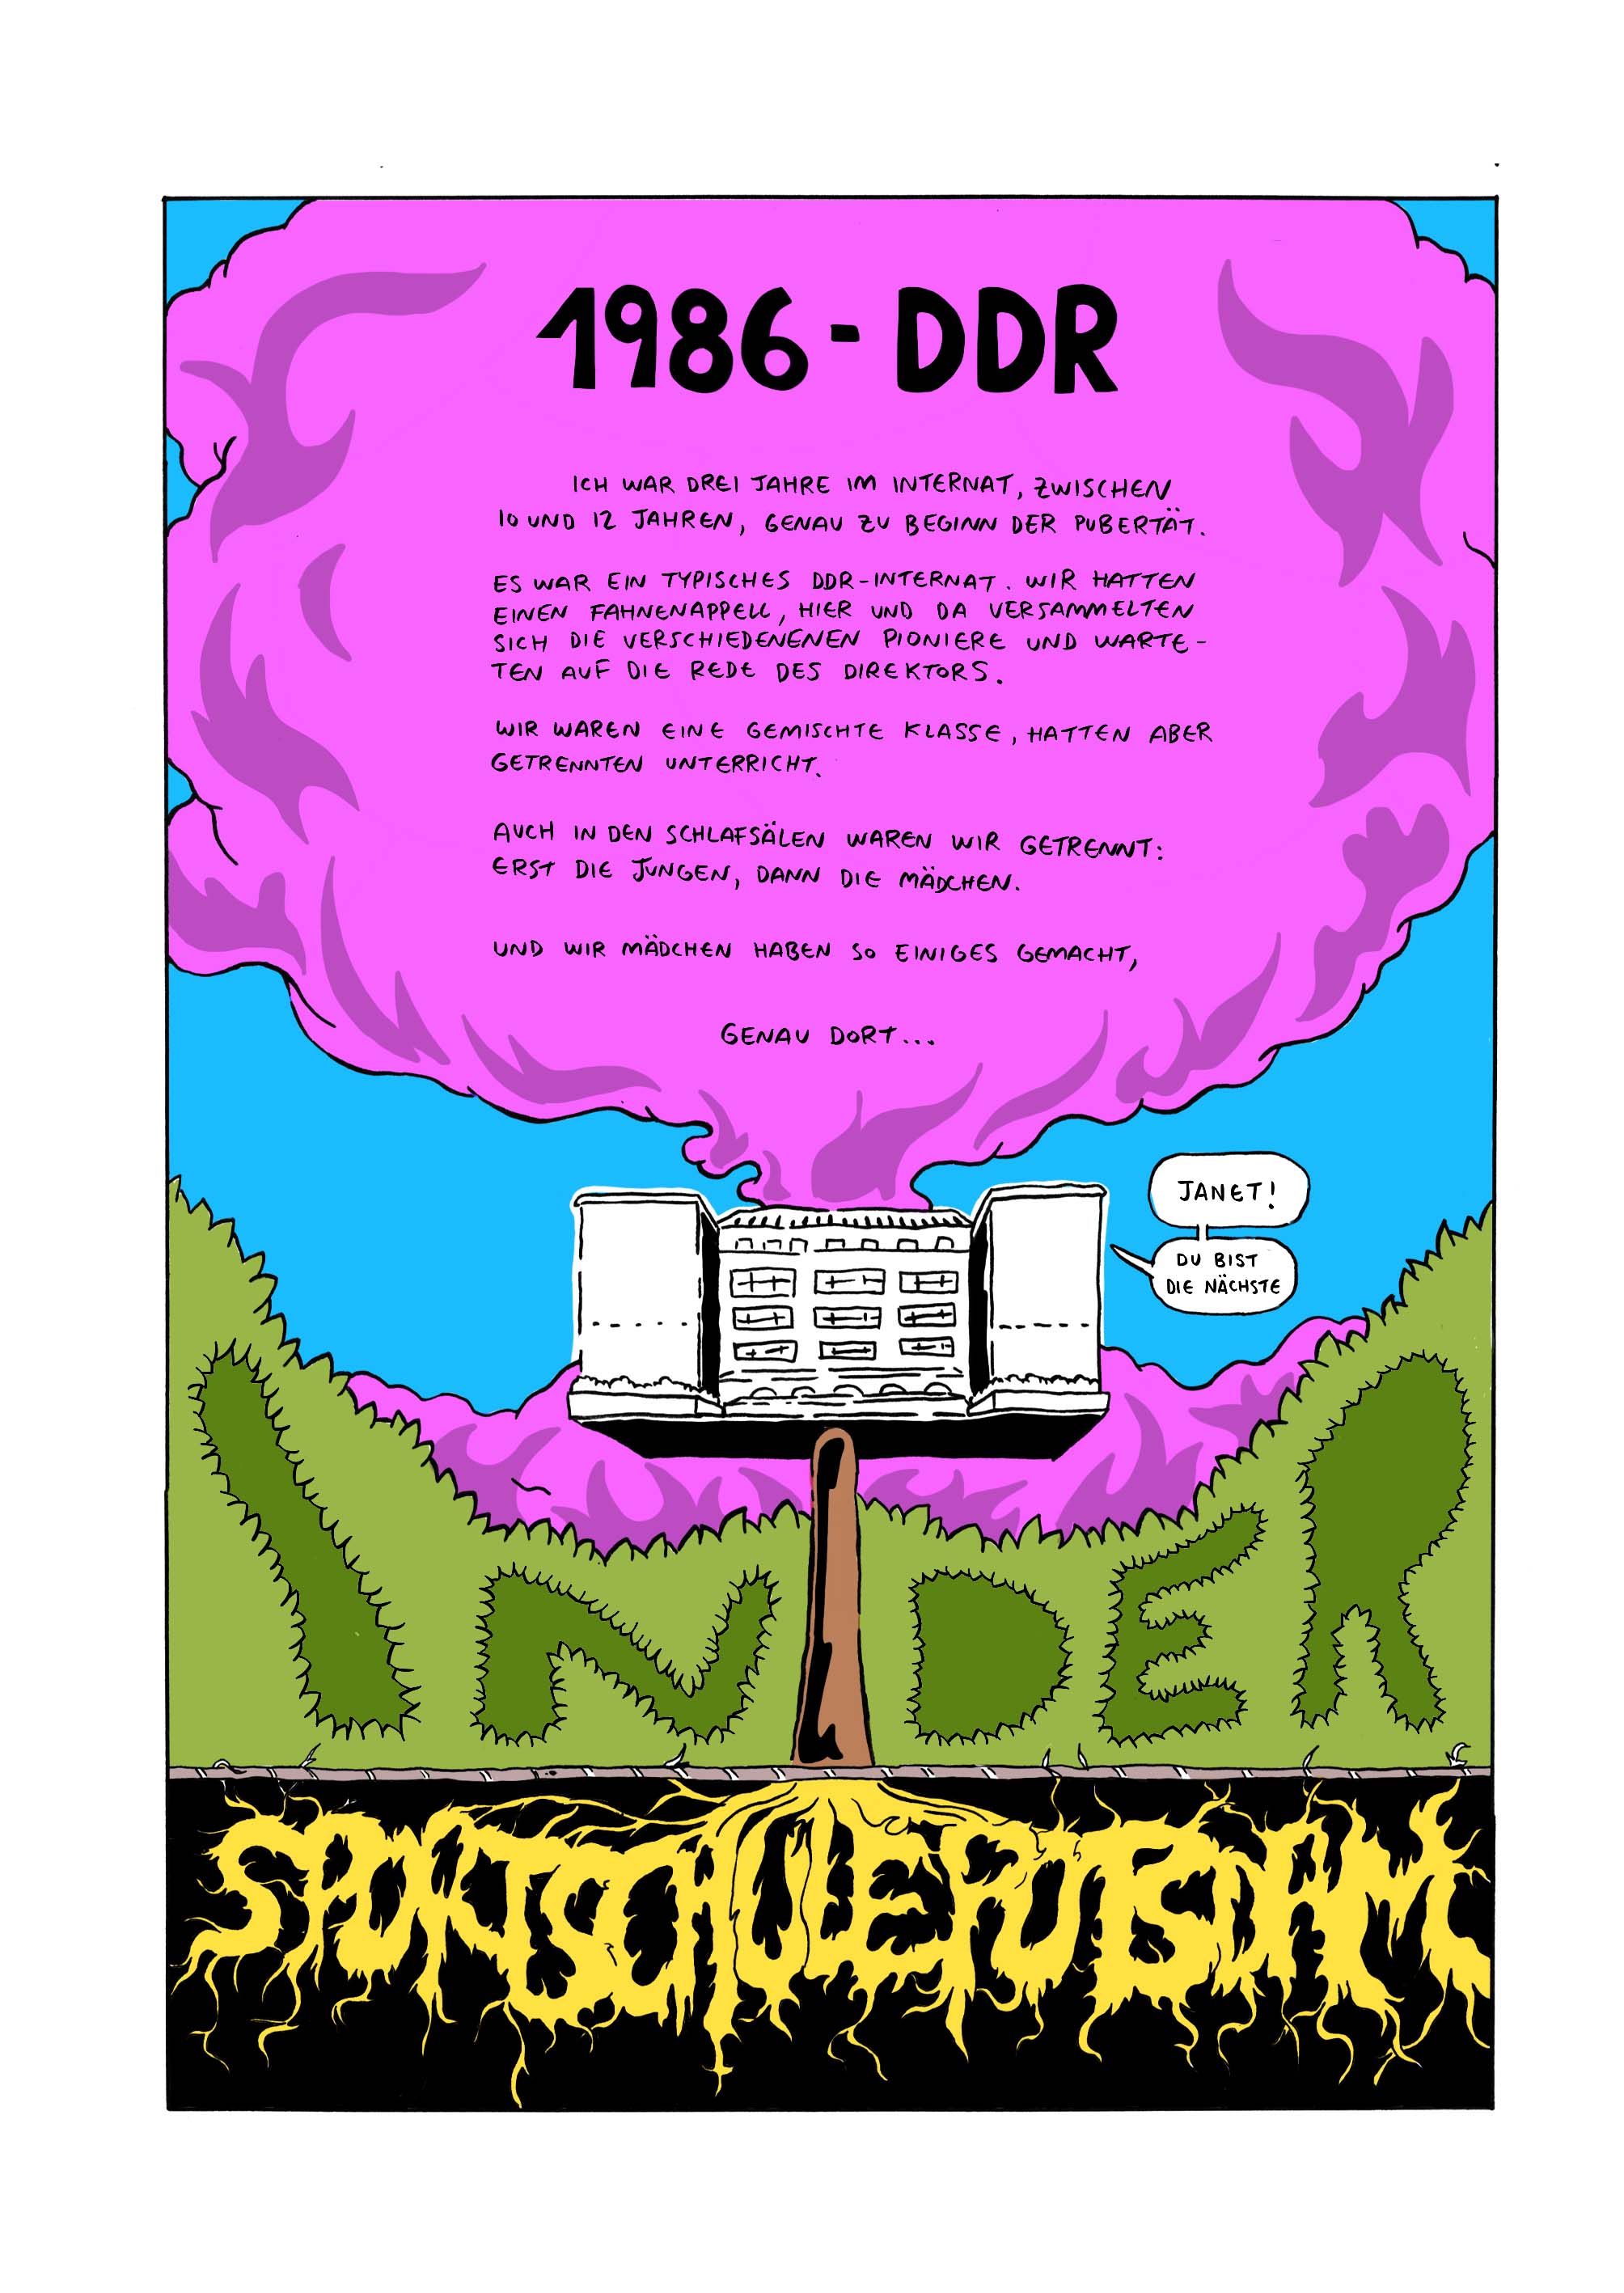 1986 - DDR
ICH WAR DREI JAHRE IM INTERNAT, ZWISCHEN
10 UND 12 JAHREN, GENAU ZU BEGINN DER PUBERTÄT.
ES WAR EIN TYPISCHES DDR-INTERNAT. WIR HATTEN
EINEN FAHNENAPPELL, HIER UND DA VERSAMMELTEN
SICH DIE VERSCHIEDENENEN PIONIERE UND WARTE-
TEN AUF DIE REDE DES DIREKTORS.
WIR WAREN EINE GEMISCHTE KLASSE, HATTEN ABER
GETRENNTEN UNTERRICHT.
AUCH IN DEN SCHLAFSÄLEN WAREN WIR GETRENNT:
ERST DIE JUNGEN, DANN DIE MÄDCHEN.
UND WIR MÄDCHEN HABEN SO EINIGES GEMACHT,
GENAU DORT...
JANET!
DU BIST
DIE NÄCHSTE
IN DER
SPORTSCHULE POTSDAM